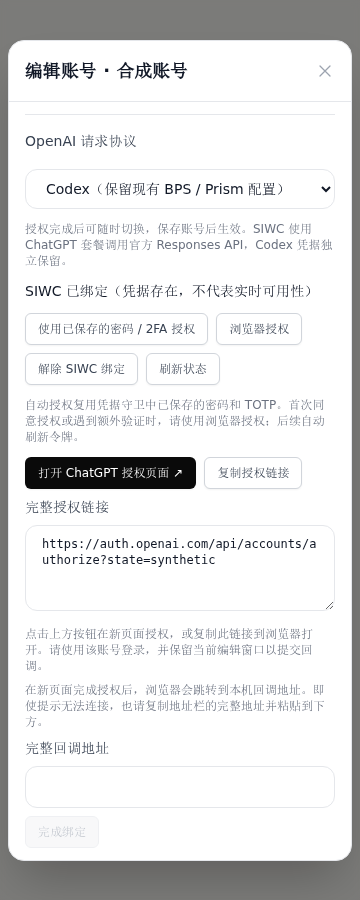 编辑账号 · 合成账号
OpenAI 请求协议
Codex（保留现有 BPS / Prism 配置）
授权完成后可随时切换，保存账号后生效。SIWC 使用
ChatGPT 套餐调用官方 Responses API，Codex 凭据独
立保留。
SIWC 已绑定（凭据存在，不代表实时可用性）
使用已保存的密码 / 2FA 授权
浏览器授权
解除 SIWC 绑定
刷新状态
自动授权复用凭据守卫中已保存的密码和 TOTP。首次同
意授权或遇到额外验证时，请使用浏览器授权；后续自动
刷新令牌。
打开 ChatGPT 授权页面 ↗
复制授权链接
完整授权链接
https://auth.openai.com/api/accounts/a
uthorize?state=synthetic
点击上方按钮在新页面授权，或复制此链接到浏览器打
开。请使用该账号登录，并保留当前编辑窗口以提交回
调。
在新页面完成授权后，浏览器会跳转到本机回调地址。即
使提示无法连接，也请复制地址栏的完整地址并粘贴到下
方。
完整回调地址
完成绑定